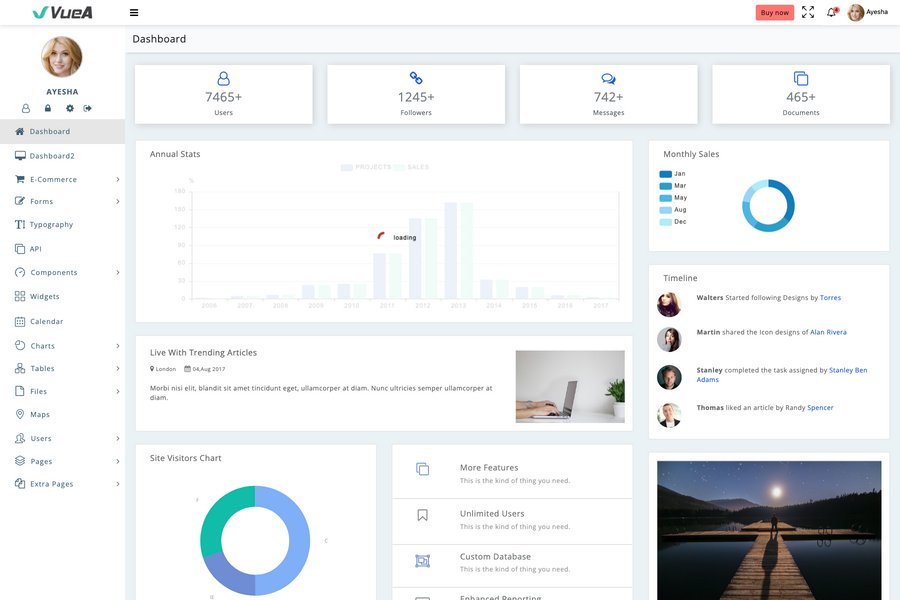 VueA
Buy now
Ayesha
AYESHA
Dashboard
Dashboard2
E-Commerce
Forms
Typography
API
Components
Widgets
Calendar
Charts
Tables
Files
Maps
Users
Pages
Extra Pages
Dashboard
7465+
Users
1245+
Followers
742+
Messages
465+
Documents
Annual Stats
PROJECTS SALES
%
180
150
120
90
60
30
0
2006 2007 2008 2009 2010 2011 2012 2013 2014 2015 2016 2017
loading
Monthly Sales
Jan
Mar
May
Aug
Dec
Timeline
Walters Started following Designs by Torres
Martin shared the Icon designs of Alan Rivera
Stanley completed the task assigned by Stanley Ben
Adams
Thomas liked an article by Randy Spencer
Live With Trending Articles
London 04,Aug 2017
Morbi nisi elit, blandit sit amet tincidunt eget, ullamcorper at diam. Nunc ultricies semper ullamcorper at
diam.
Site Visitors Chart
More Features
This is the kind of thing you need.
Unlimited Users
This is the kind of thing you need.
Custom Database
This is the kind of thing you need.
Enhanced Reporting